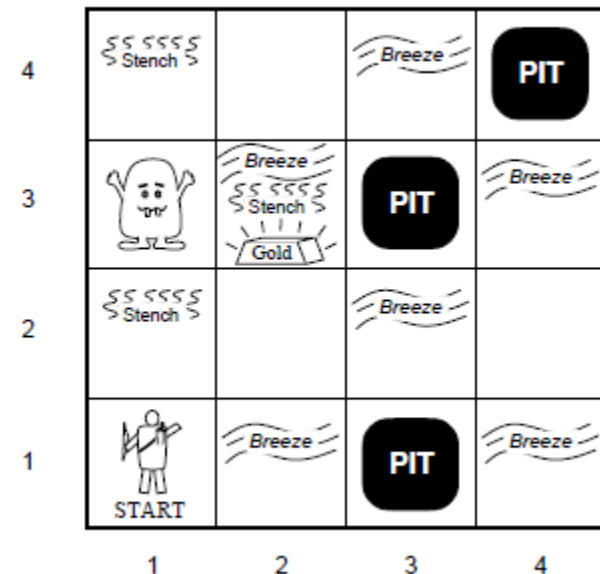 4
Stench
Breeze
PIT
3
Breeze
Stench
Gold
PIT
Breeze
2
Stench
Breeze
1
START
Breeze
PIT
Breeze
1 2 3 4